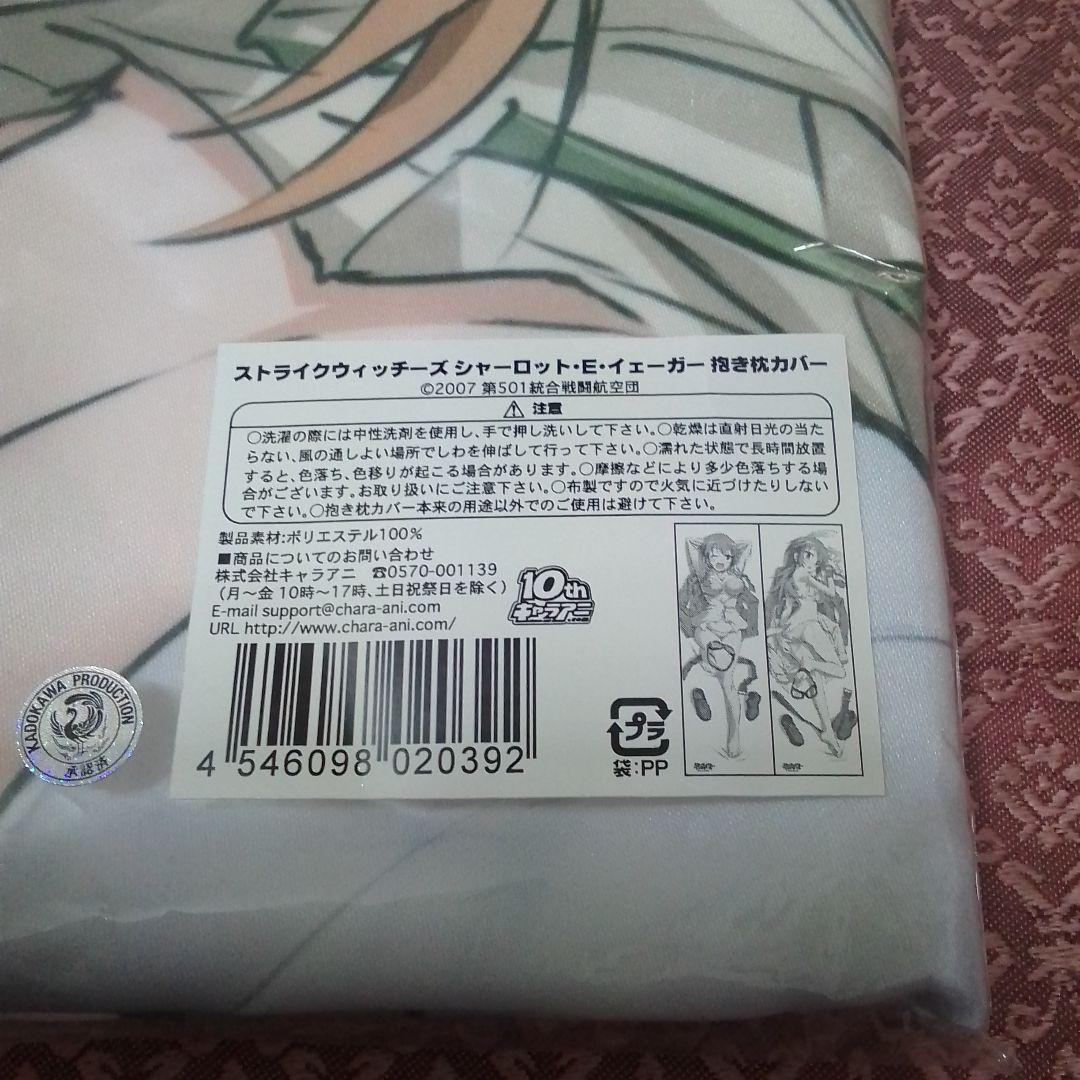 ストライクウィッチーズ シャーロット・E・イェーガー 抱き枕カバー
©2007 第501統合戦闘航空団
注意
○洗濯の際には中性洗剤を使用し、手で押し洗いして下さい。○乾燥は直射日光の当た
らない、風の通しよい場所でしわを伸ばして行って下さい。○濡れた状態で長時間放置
すると、色落ち、色移りが起こる場合があります。○摩擦などにより多少色落ちする場
合がございます。お取り扱いにご注意下さい。○布製ですので火気に近づけたりしない
で下さい。○抱き枕カバー本来の用途以外でのご使用は避けて下さい。
製品素材:ポリエステル100%
■商品についてのお問い合わせ
株式会社キャラアニ ☎0570-001139
(月~金 10時~17時、土日祝祭日を除く)
E-mail support@chara-ani.com
URL http://www.chara-ani.com/
10th
キャラアニ.com
4 546098 020392
プラ
袋:PP
KADOKAWA PRODUCTION
承認済